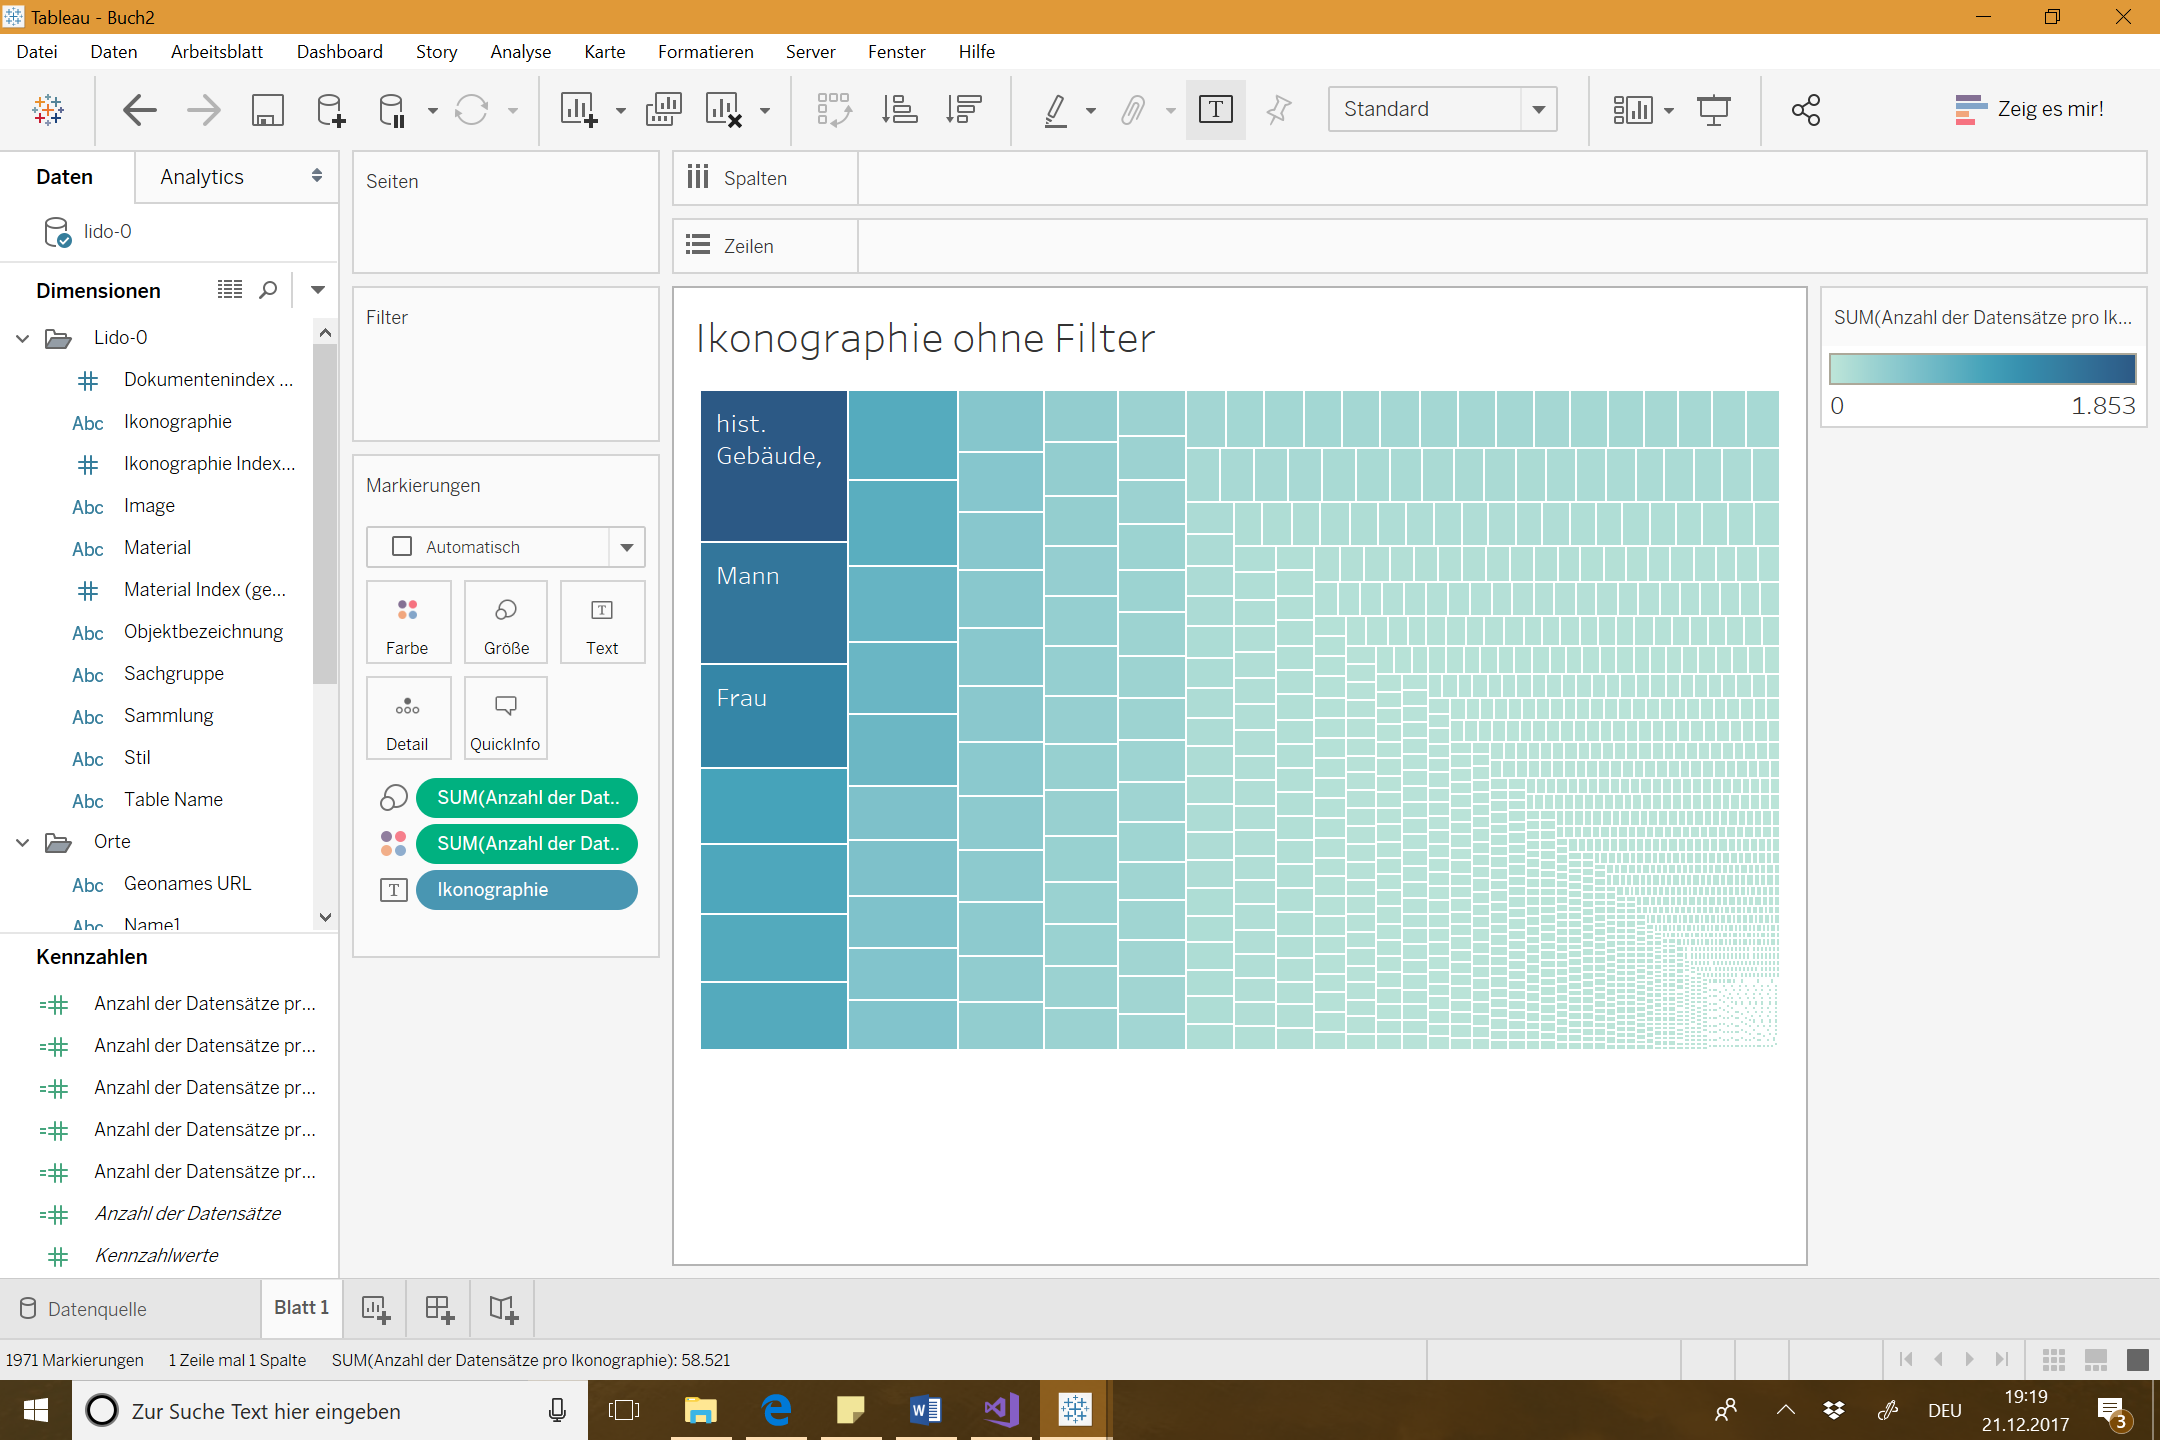 Tableau - Buch2
Datei Daten Arbeitsblatt Dashboard Story Analyse Karte Formatieren Server Fenster Hilfe
Standard
Zeig es mir!
Daten Analytics
lido-0
Dimensionen
Lido-0
Dokumentenindex ...
Abc Ikonographie
Ikonographie Index...
Abc Image
Abc Material
Material Index (ge...
Abc Objektbezeichnung
Abc Sachgruppe
Abc Sammlung
Abc Stil
Abc Table Name
Orte
Abc Geonames URL
Abc Name1
Kennzahlen
Anzahl der Datensätze pr...
Anzahl der Datensätze pr...
Anzahl der Datensätze pr...
Anzahl der Datensätze pr...
Anzahl der Datensätze pr...
Anzahl der Datensätze
Kennzahlwerte
Seiten
Filter
Markierungen
Automatisch
Farbe Größe Text
Detail QuickInfo
SUM(Anzahl der Dat..
SUM(Anzahl der Dat..
Ikonographie
Spalten
Zeilen
Ikonographie ohne Filter
hist.
Gebäude,
Mann
Frau
SUM(Anzahl der Datensätze pro Ik...
0 1.853
Datenquelle Blatt 1
1971 Markierungen 1 Zeile mal 1 Spalte SUM(Anzahl der Datensätze pro Ikonographie): 58.521
Zur Suche Text hier eingeben
DEU
19:19
21.12.2017
3